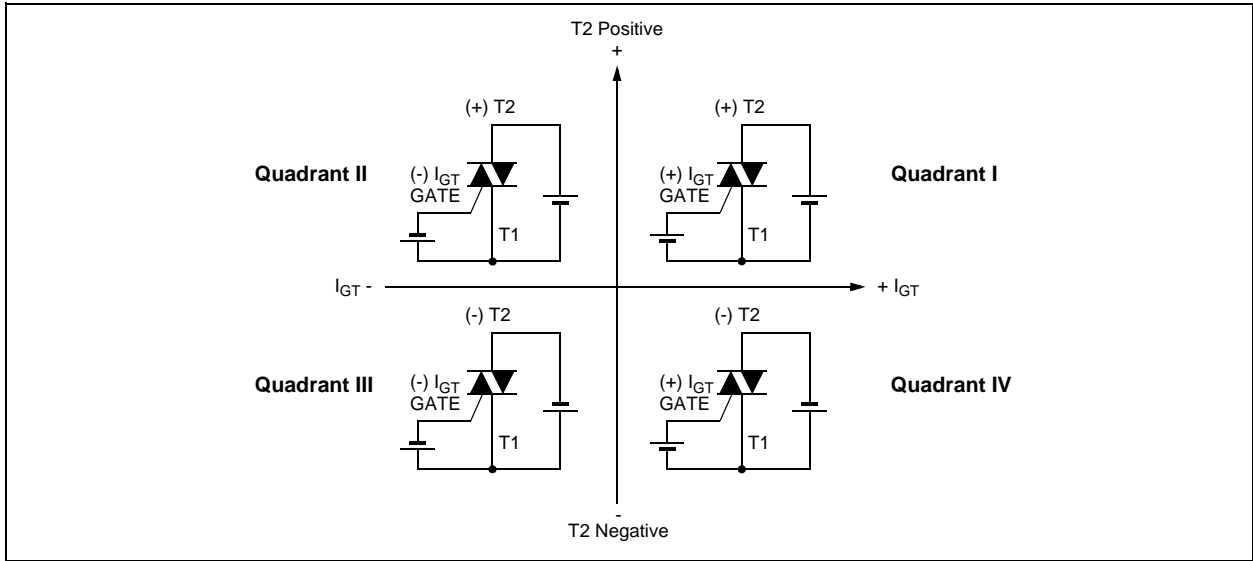 T2 Positive
+
(+) T2
(+) T2
Quadrant II
(-) IGT
GATE
(+) IGT
GATE
Quadrant I
T1
T1
IGT -
+ IGT
(-) T2
(-) T2
Quadrant III
(-) IGT
GATE
(+) IGT
GATE
Quadrant IV
T1
T1
-
T2 Negative